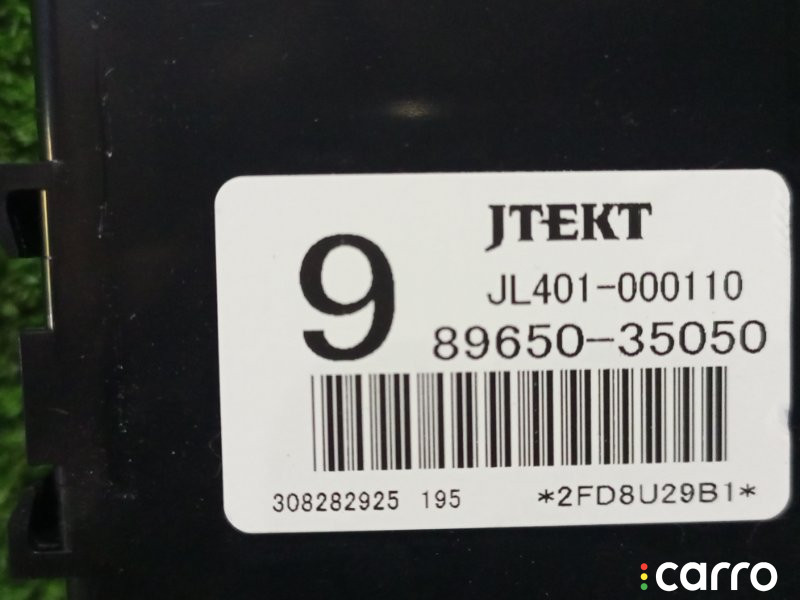 JTEKT
9
JL401-000110
89650-35050
308282925 195 *2FD8U29B1*
carro